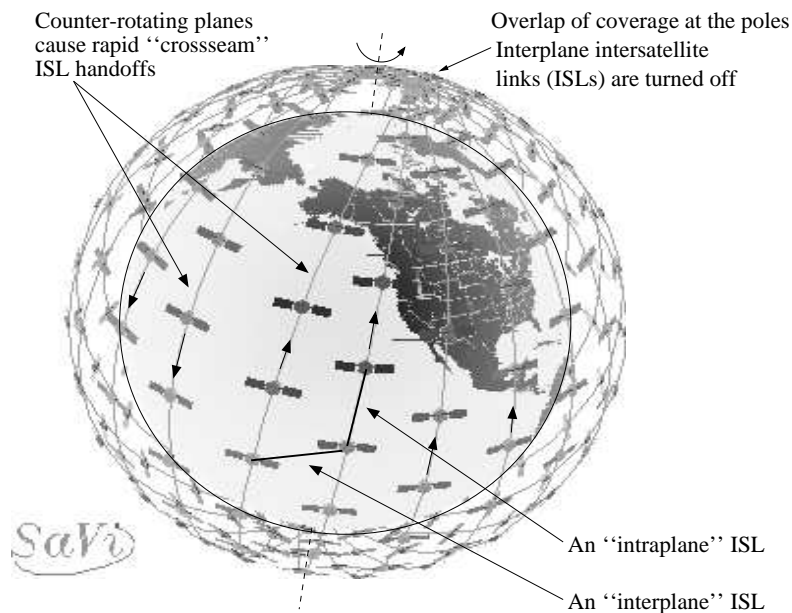 Counter-rotating planes
cause rapid ‘‘crossseam’’
ISL handoffs
Overlap of coverage at the poles
Interplane intersatellite
links (ISLs) are turned off
SaVi
An ‘‘intraplane’’ ISL
An ‘‘interplane’’ ISL